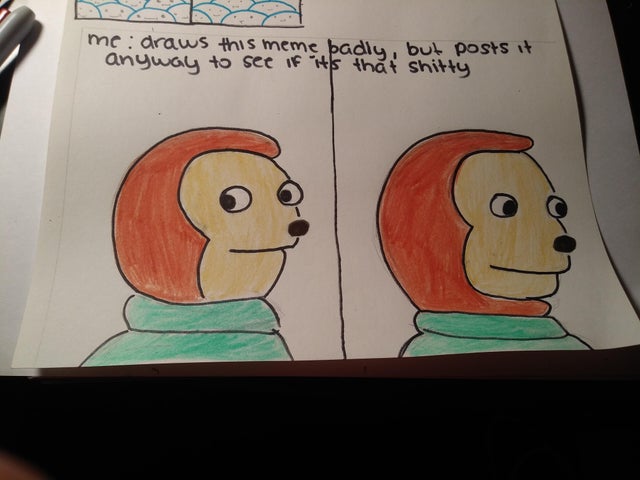 me: draws this meme badly, but posts it
anyway to see if it's that shitty